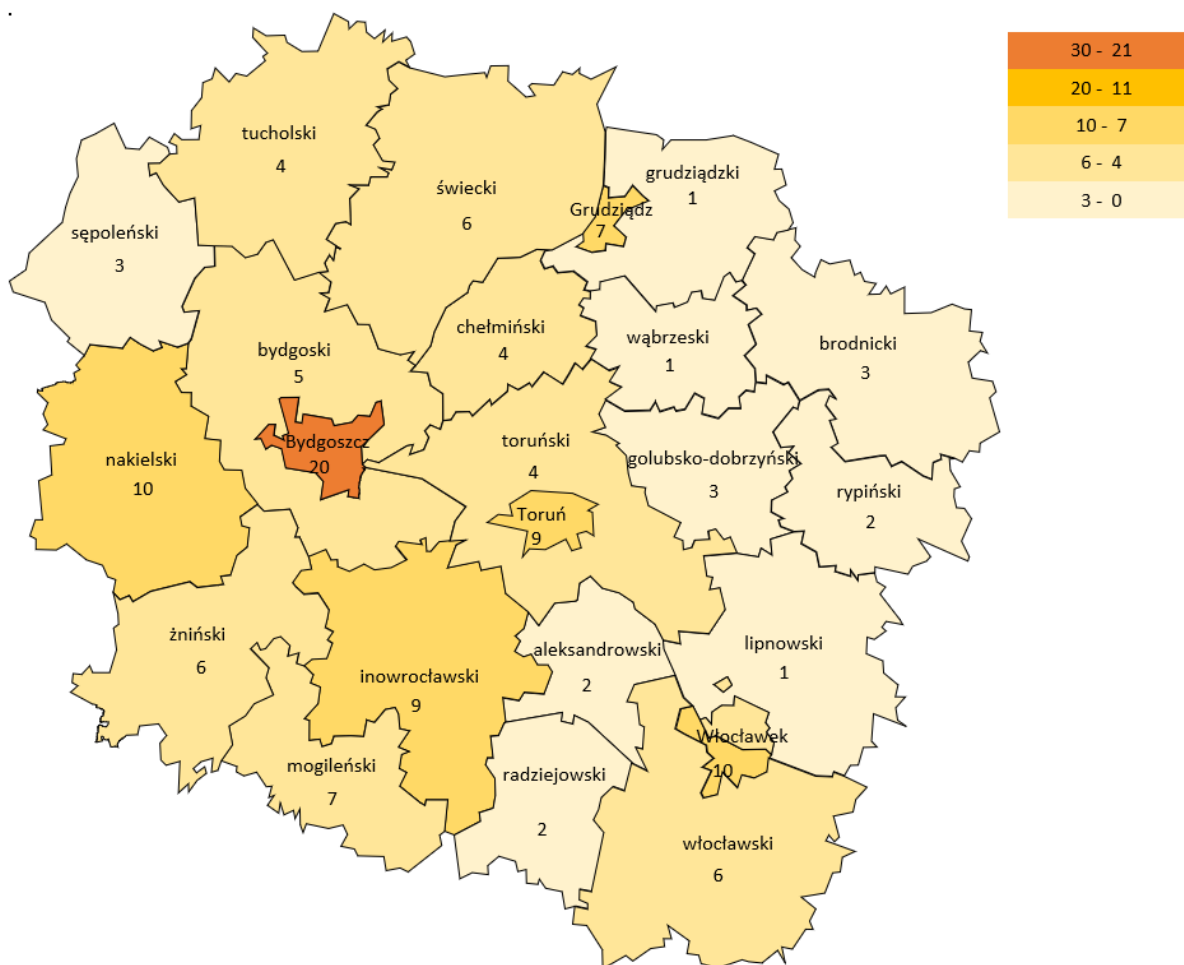 .
30 - 21
20 - 11
10 - 7
6 - 4
3 - 0
tucholski
4
świecki
6
grudziądzki
1
Grudziądz
7
sępoleński
3
chełmiński
4
wąbrzeski
1
brodnicki
3
bydgoski
5
Bydgoszcz
20
toruński
4
golubsko-dobrzyński
3
nakielski
10
rypiński
2
Toruń
9
żniński
6
aleksandrowski
2
lipnowski
1
inowrocławski
9
Włocławek
10
mogileński
7
radziejowski
2
włocławski
6